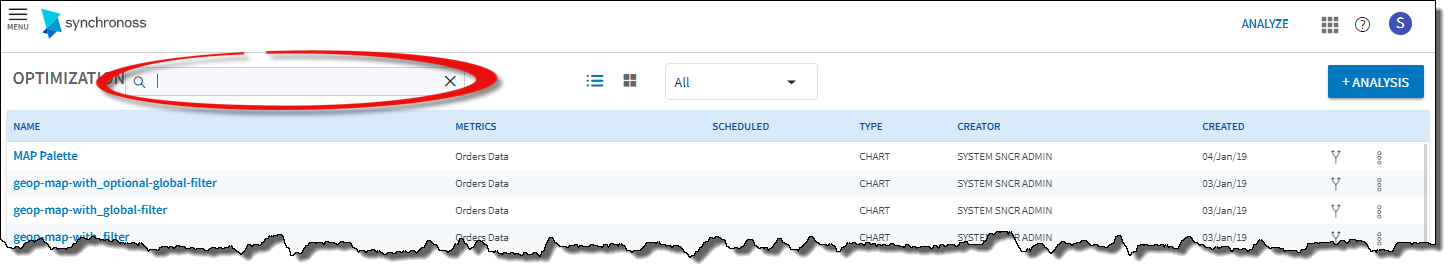 MENU synchronoss ANALYZE ? S
OPTIMIZATION All + ANALYSIS
NAME METRICS SCHEDULED TYPE CREATOR CREATED
MAP Palette Orders Data CHART SYSTEM SNCR ADMIN 04/Jan/19
geop-map-with_optional-global-filter Orders Data CHART SYSTEM SNCR ADMIN 03/Jan/19
geop-map-with_global-filter Orders Data CHART SYSTEM SNCR ADMIN 03/Jan/19
geop-map-with_filter Orders Data CHART SYSTEM SNCR ADMIN 03/Jan/19